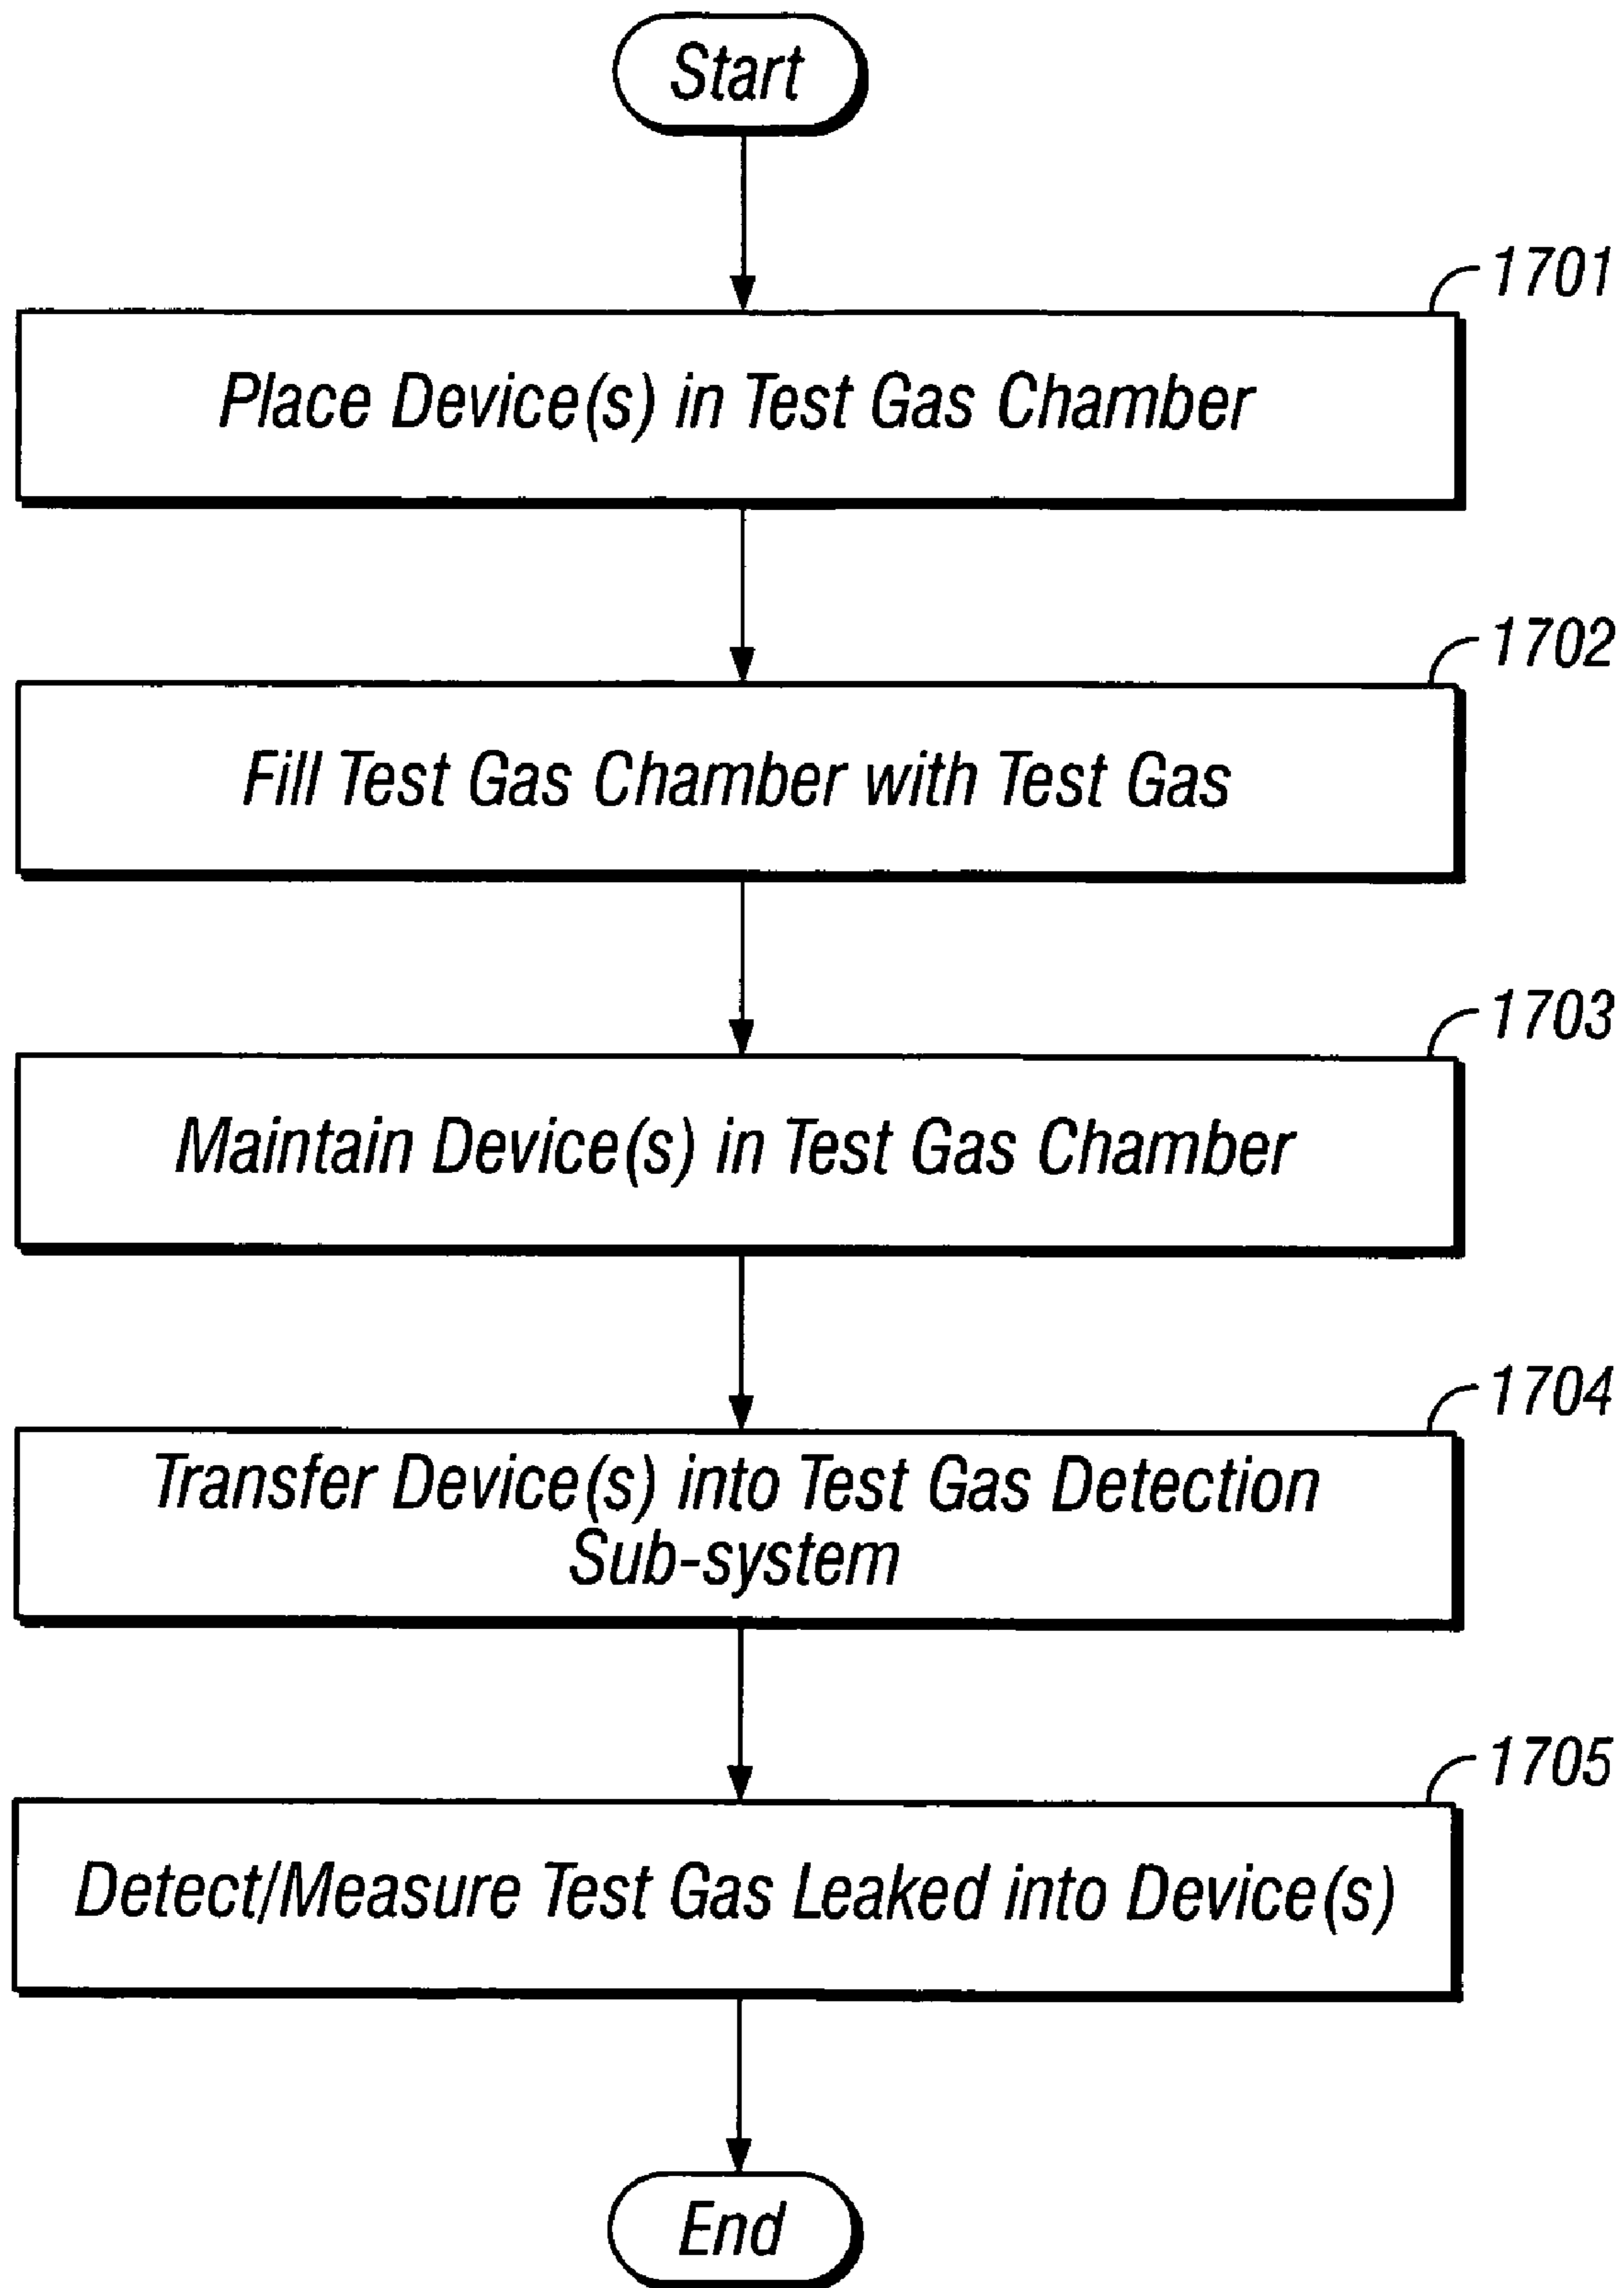 Start
1701
Place Device(s) in Test Gas Chamber
1702
Fill Test Gas Chamber with Test Gas
1703
Maintain Device(s) in Test Gas Chamber
1704
Transfer Device(s) into Test Gas Detection
Sub-system
1705
Detect/Measure Test Gas Leaked into Device(s)
End